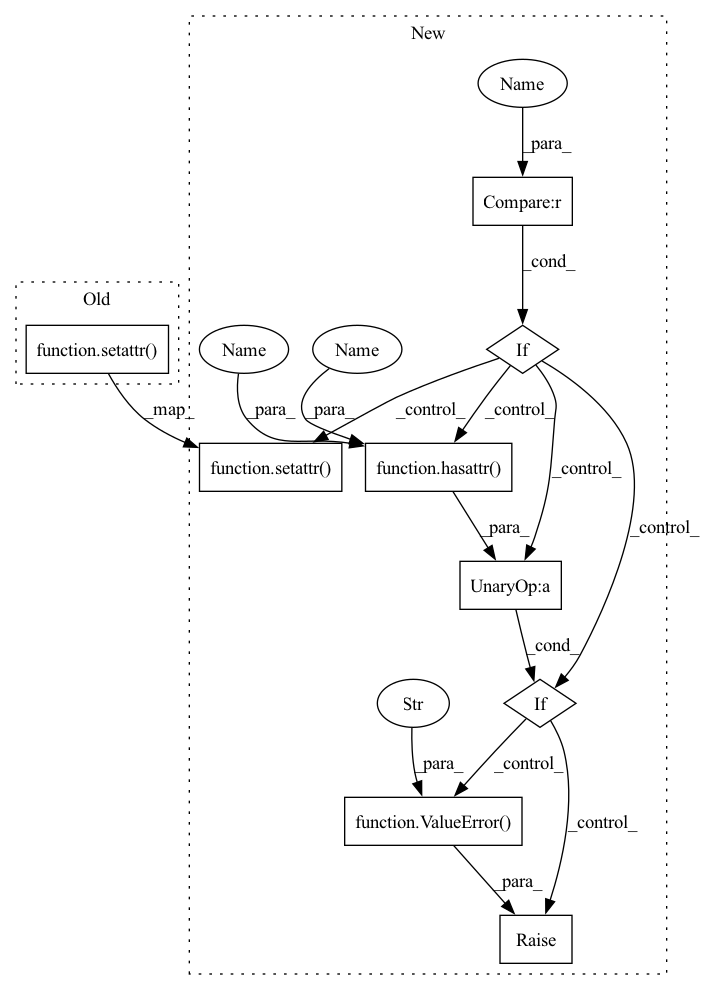 New
Name
_para_
Compare:r
_cond_
Old
function.setattr()
Name
Name
If
_map_
_para_
_para_
_control_
_control_
_control_
_control_
function.setattr()
function.hasattr()
_para_
UnaryOp:a
_cond_
Str
If
_para_
_control_
_control_
function.ValueError()
_para_
Raise